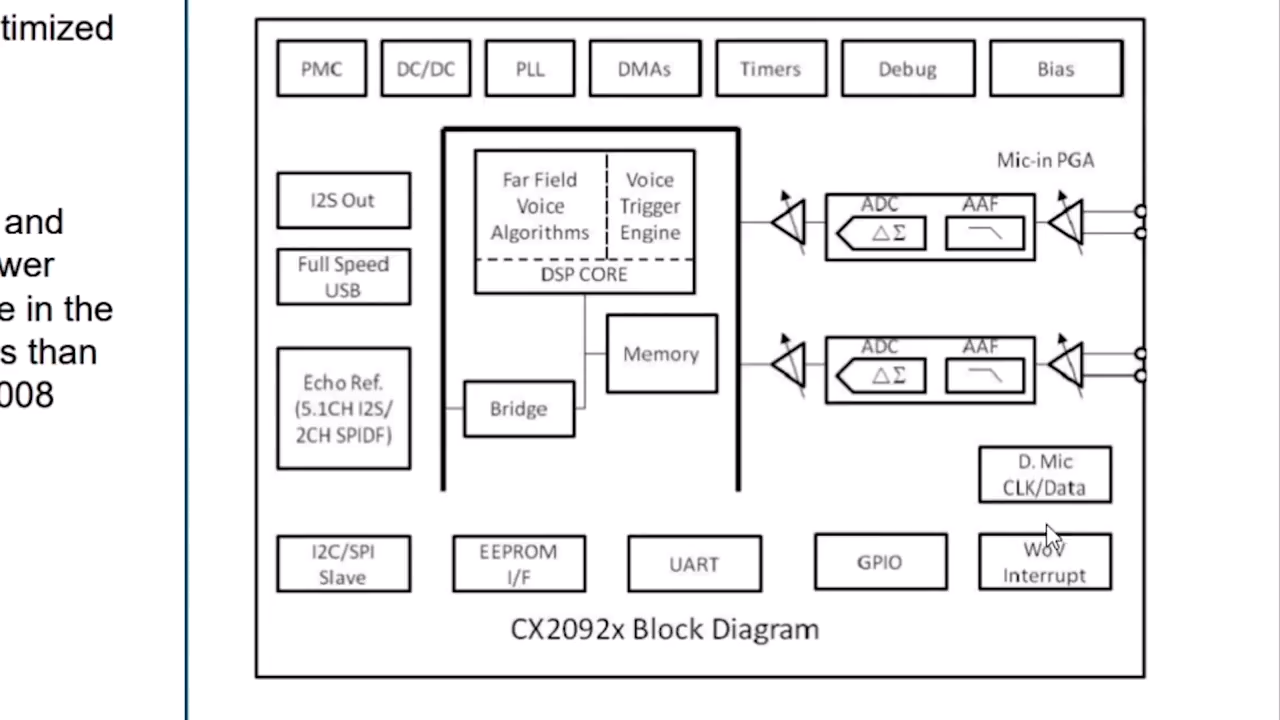 timized
and
wer
e in the
s than
008
PMC
DC/DC
PLL
DMAs
Timers
Debug
Bias
I2S Out
Full Speed
USB
Echo Ref.
(5.1CH I2S/
2CH SPIDF)
Far Field
Voice
Algorithms
Voice
Trigger
Engine
DSP CORE
Memory
Bridge
Mic-in PGA
ADC
AAF
ΔΣ
ADC
AAF
ΔΣ
D. Mic
CLK/Data
I2C/SPI
Slave
EEPROM
I/F
UART
GPIO
WoV
Interrupt
CX2092x Block Diagram